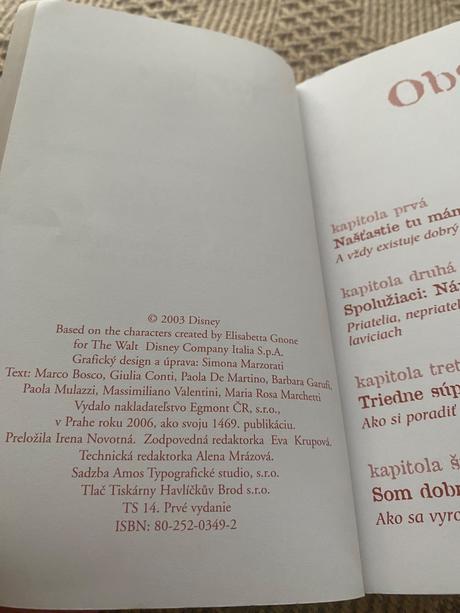 © 2003 Disney
Based on the characters created by Elisabetta Gnone
for The Walt Disney Company Italia S.p.A.
Grafický design a úprava: Simona Marzorati
Text: Marco Bosco, Giulia Conti, Paola De Martino, Barbara Garufi,
Paola Mulazzi, Massimiliano Valentini, Maria Rosa Marchetti
Vydalo nakladateľstvo Egmont ČR, s.r.o.,
v Prahe roku 2006, ako svoju 1469. publikáciu.
Preložila Irena Novotná. Zodpovedná redaktorka Eva Krupová.
Technická redaktorka Alena Mrázová.
Sadzba Amos Typografické studio, s.r.o.
Tlač Tiskárny Havlíčkův Brod s.r.o.
TS 14. Prvé vydanie
ISBN: 80-252-0349-2
kapitola prvá
Našťastie tu
A vždy existuje dobrý
kapitola druhá
Spolužiaci:
Priatelia,
laviciach
kapitola
Triedne
Ako si poradiť
kapitola
Som
Ako sa